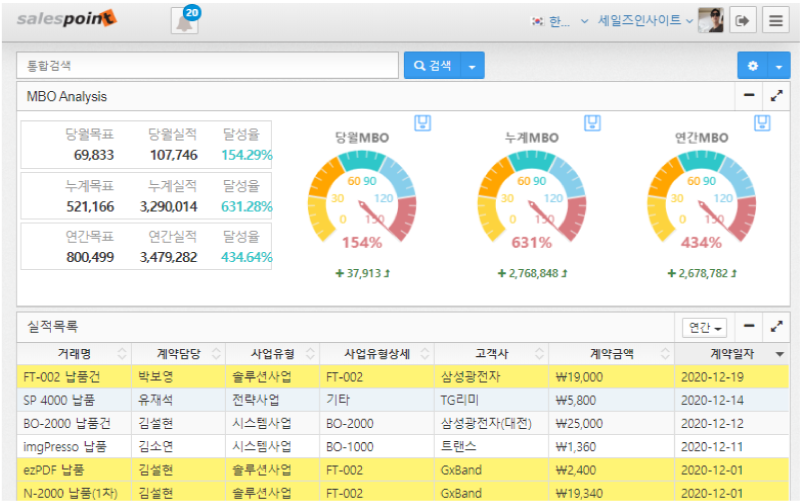 salespoint
20
한... 세일즈인사이트
통합검색 검색
MBO Analysis
당월목표 당월실적 달성율
69,833 107,746 154.29%
누계목표 누계실적 달성율
521,166 3,290,014 631.28%
연간목표 연간실적 달성율
800,499 3,479,282 434.64%
당월MBO
0 30 60 90 120 150
154%
+37,913
누계MBO
0 30 60 90 120 150
631%
+2,768,848
연간MBO
0 30 60 90 120 150
434%
+2,678,782
실적목록 연간
거래명 계약담당 사업유형 사업유형상세 고객사 계약금액 계약일자
FT-002 납품건 박보영 솔루션사업 FT-002 삼성광전자 ₩19,000 2020-12-19
SP 4000 납품 유재석 전략사업 기타 TG리미 ₩5,800 2020-12-14
BO-2000 납품건 김설현 시스템사업 BO-2000 삼성광전자(대전) ₩25,000 2020-12-12
imgPresso 납품 김소연 시스템사업 BO-1000 트랜스 ₩1,360 2020-12-11
ezPDF 납품 김설현 솔루션사업 FT-002 GxBand ₩2,400 2020-12-01
N-2000 납품(1차) 김설현 솔루션사업 FT-002 GxBand ₩19,340 2020-12-01